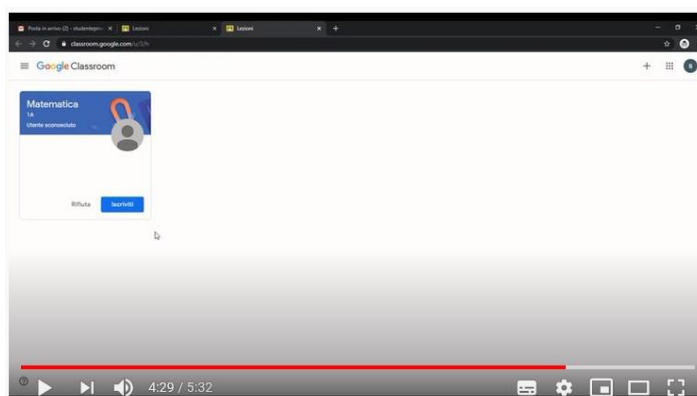 Posta in arrivo (2) - studentepro
Lezioni
Lezioni
classroom.google.com/u/3/h
Google Classroom
Matematica
1A
Utente sconosciuto
Rifiuta
Iscriviti
4:29 / 5:32